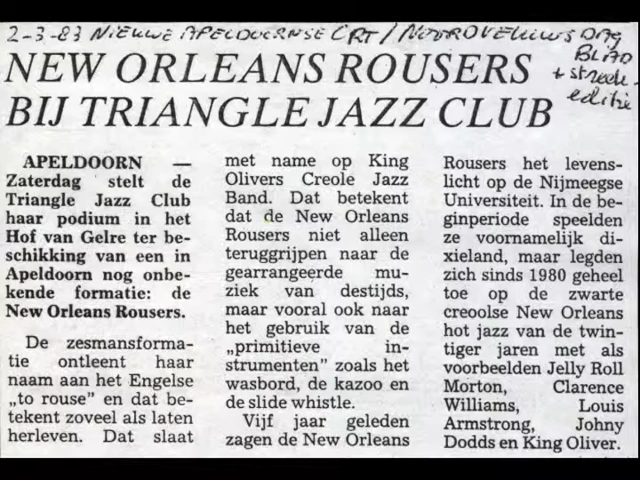 2-3-83 NIEUWE APELDOORNSE CRT / NOORDVELUWS DAG
BLAD
+ streek-
editie
NEW ORLEANS ROUSERS
BIJ TRIANGLE JAZZ CLUB
APELDOORN —
Zaterdag stelt de
Triangle Jazz Club
haar podium in het
Hof van Gelre ter be-
schikking van een in
Apeldoorn nog onbe-
kende formatie: de
New Orleans Rousers.
De zesmansforma-
tie ontleent haar
naam aan het Engelse
„to rouse” en dat be-
tekent zoveel als laten
herleven. Dat slaat
met name op King
Olivers Creole Jazz
Band. Dat betekent
dat de New Orleans
Rousers niet alleen
teruggrijpen naar de
gearrangeerde mu-
ziek van destijds,
maar vooral ook naar
het gebruik van de
„primitieve in-
strumenten” zoals het
wasbord, de kazoo en
de slide whistle.
Vijf jaar geleden
zagen de New Orleans
Rousers het levens-
licht op de Nijmeegse
Universiteit. In de be-
ginperiode speelden
ze voornamelijk di-
xieland, maar legden
zich sinds 1980 geheel
toe op de zwarte
creoolse New Orleans
hot jazz van de twin-
tiger jaren met als
voorbeelden Jelly Roll
Morton, Clarence
Williams, Louis
Armstrong, Johny
Dodds en King Oliver.